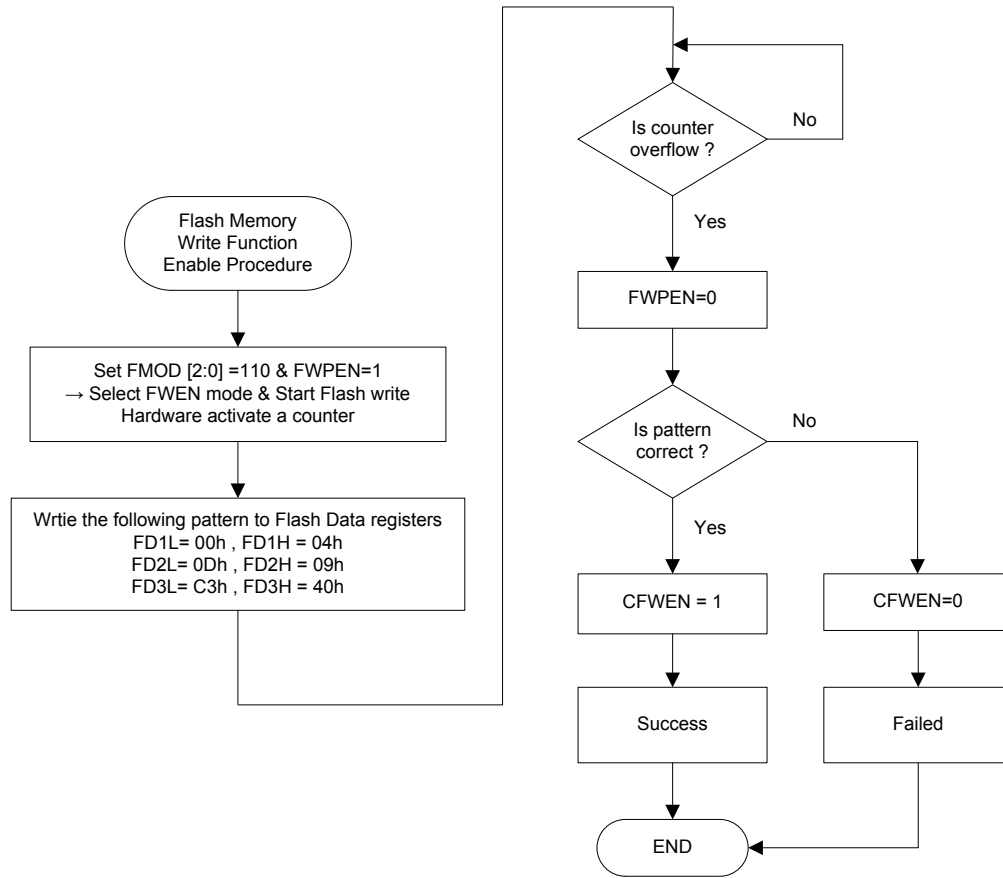 Flash Memory
Write Function
Enable Procedure
Set FMOD [2:0] =110 & FWPEN=1
→ Select FWEN mode & Start Flash write
Hardware activate a counter
Wrtie the following pattern to Flash Data registers
FD1L= 00h , FD1H = 04h
FD2L= 0Dh , FD2H = 09h
FD3L= C3h , FD3H = 40h
Is counter
overflow ?
No
Yes
FWPEN=0
Is pattern
correct ?
No
Yes
CFWEN = 1
CFWEN=0
Success
Failed
END